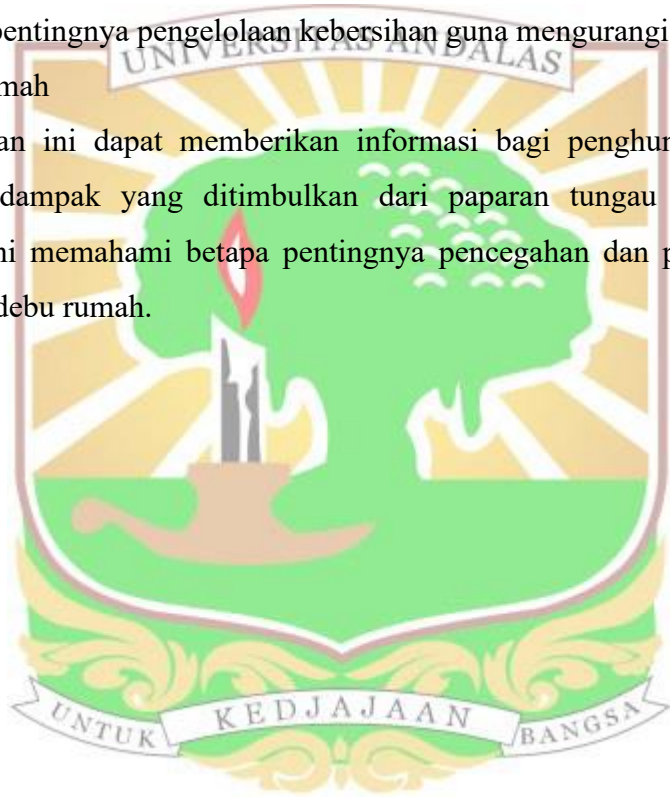 pentingnya pengelolaan kebersihan guna mengurangi
UNIVERSITAS ANDALAS
mah
an ini dapat memberikan informasi bagi penghun
dampak yang ditimbulkan dari paparan tungau
ni memahami betapa pentingnya pencegahan dan p
debu rumah.
UNTUK KEDJAJAAN BANGSA